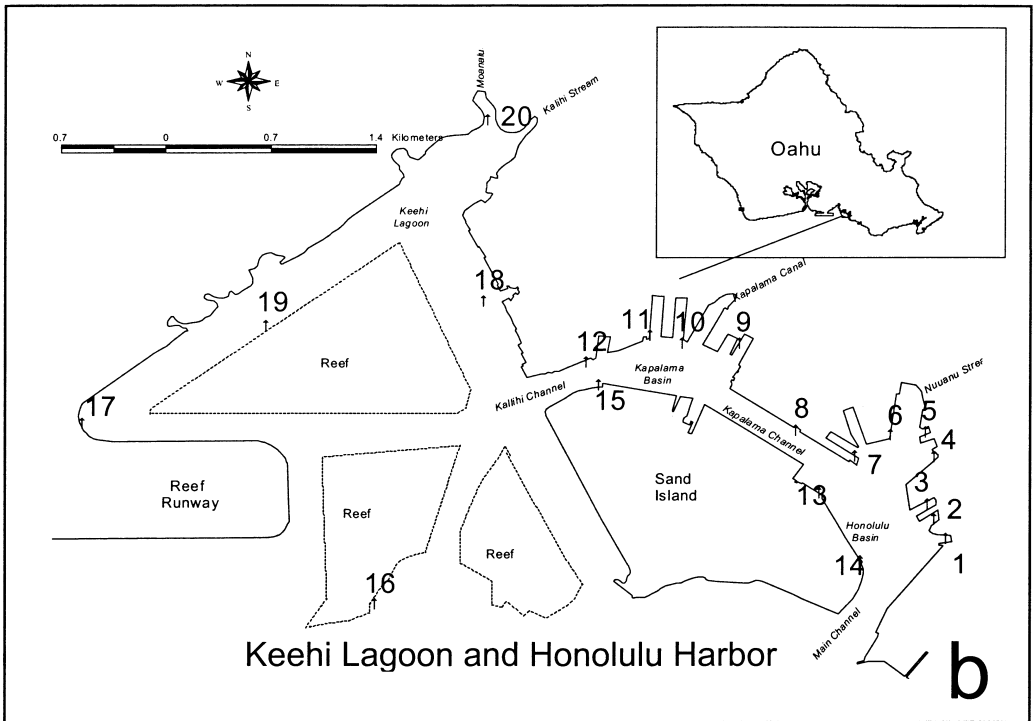 N
W E
S
0.7 0 0.7 1.4 Kilometers
Moanalu
20
Kalihi Stream
Oahu
Keehi
Lagoon
18
19
Kapalama Canal
11 10 9
12
Kapalama
Basin
Reef
Kallihi Channel
15
17
8
Kapalama Channel
6 5
Nuuanu Stre
4
7
Reef
Runway
Sand
Island
3
13
2
Reef
Honolulu
Basin
Reef
14
1
16
Main Channel
Keehi Lagoon and Honolulu Harbor
b